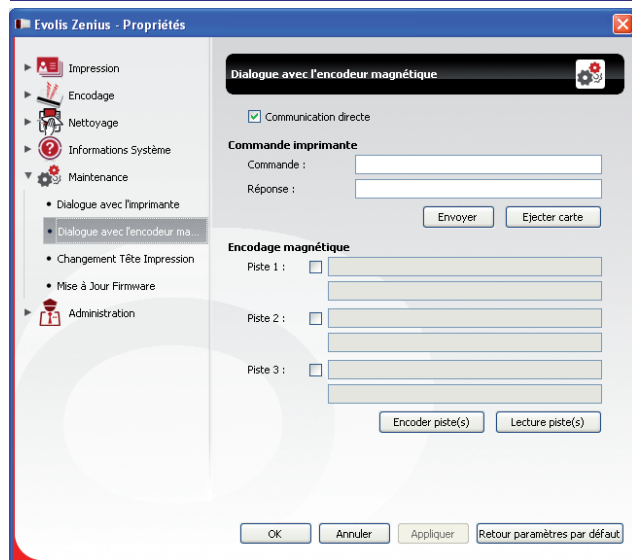 Evolis Zenius - Propriétés
Impression
Encodage
Nettoyage
Informations Système
Maintenance
Dialogue avec l'imprimante
Dialogue avec l'encodeur ma...
Changement Tête Impression
Mise à Jour Firmware
Administration
Dialogue avec l'encodeur magnétique
Communication directe
Commande imprimante
Commande :
Réponse :
Envoyer
Ejecter carte
Encodage magnétique
Piste 1 :
Piste 2 :
Piste 3 :
Encoder piste(s)
Lecture piste(s)
OK
Annuler
Appliquer
Retour paramètres par défaut